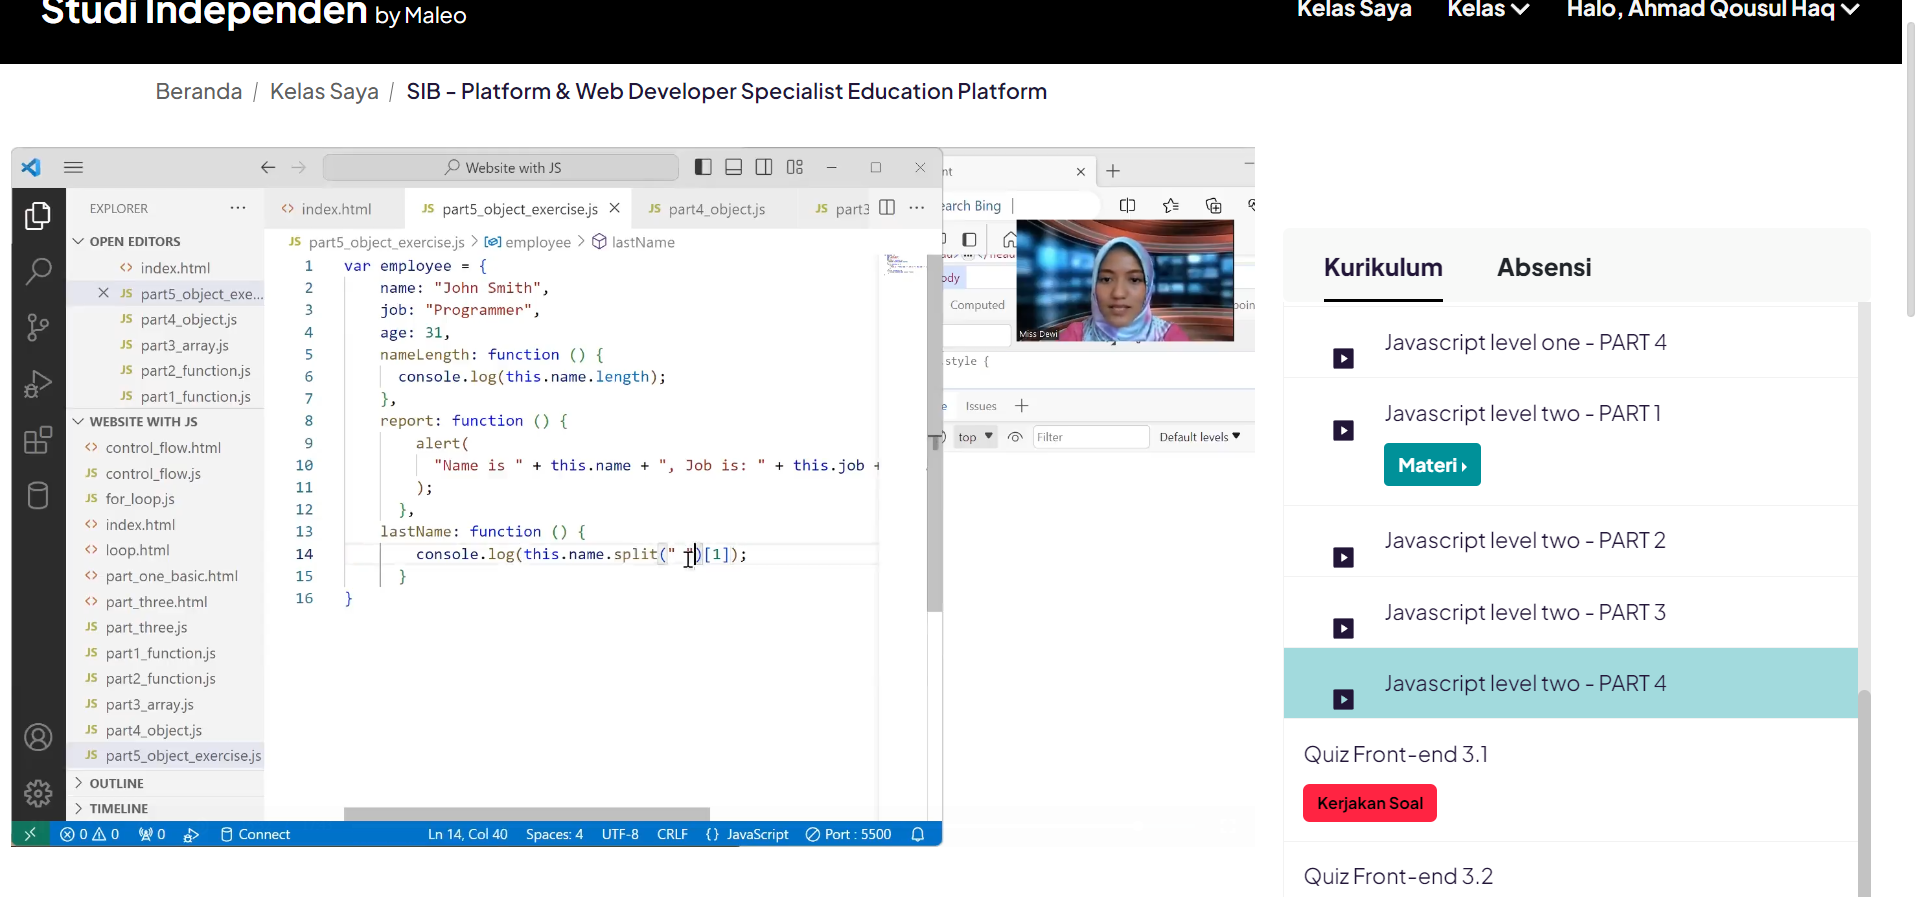 Studi Independen by Maleo
Kelas Saya Kelas Halo, Ahmad Qousul Haq
Beranda / Kelas Saya / SIB - Platform & Web Developer Specialist Education Platform
Website with JS
EXPLORER
OPEN EDITORS
index.html
part5_object_exe...
part4_object.js
part3_array.js
part2_function.js
part1_function.js
WEBSITE WITH JS
control_flow.html
control_flow.js
for_loop.js
index.html
loop.html
part_one_basic.html
part_three.html
part_three.js
part1_function.js
part2_function.js
part3_array.js
part4_object.js
part5_object_exercise.js
OUTLINE
TIMELINE
index.html JS part5_object_exercise.js JS part4_object.js JS part3
JS part5_object_exercise.js > employee > lastName
1 var employee = {
2 name: "John Smith",
3 job: "Programmer",
4 age: 31,
5 nameLength: function () {
6 console.log(this.name.length);
7 },
8 report: function () {
9 alert(
10 "Name is " + this.name + ", Job is: " + this.job +
11 );
12 },
13 lastName: function () {
14 console.log(this.name.split(" ")[1]);
15 }
16 }
0 0 0 Connect Ln 14, Col 40 Spaces: 4 UTF-8 CRLF {} JavaScript Port : 5500
nt
earch Bing
ody
Computed
Miss Dewi
.style {
Issues
top Filter Default levels
Kurikulum Absensi
Javascript level one - PART 4
Javascript level two - PART 1
Materi
Javascript level two - PART 2
Javascript level two - PART 3
Javascript level two - PART 4
Quiz Front-end 3.1
Kerjakan Soal
Quiz Front-end 3.2